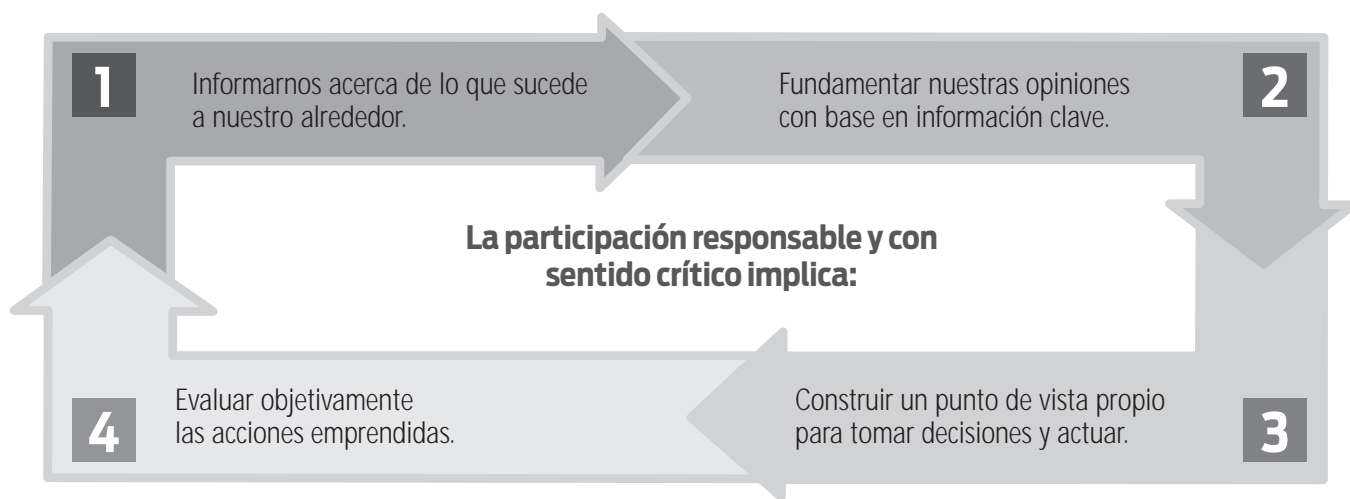 1
Informarnos acerca de lo que sucede
a nuestro alrededor.
Fundamentar nuestras opiniones
con base en información clave.
2
La participación responsable y con
sentido crítico implica:
4
Evaluar objetivamente
las acciones emprendidas.
Construir un punto de vista propio
para tomar decisiones y actuar.
3